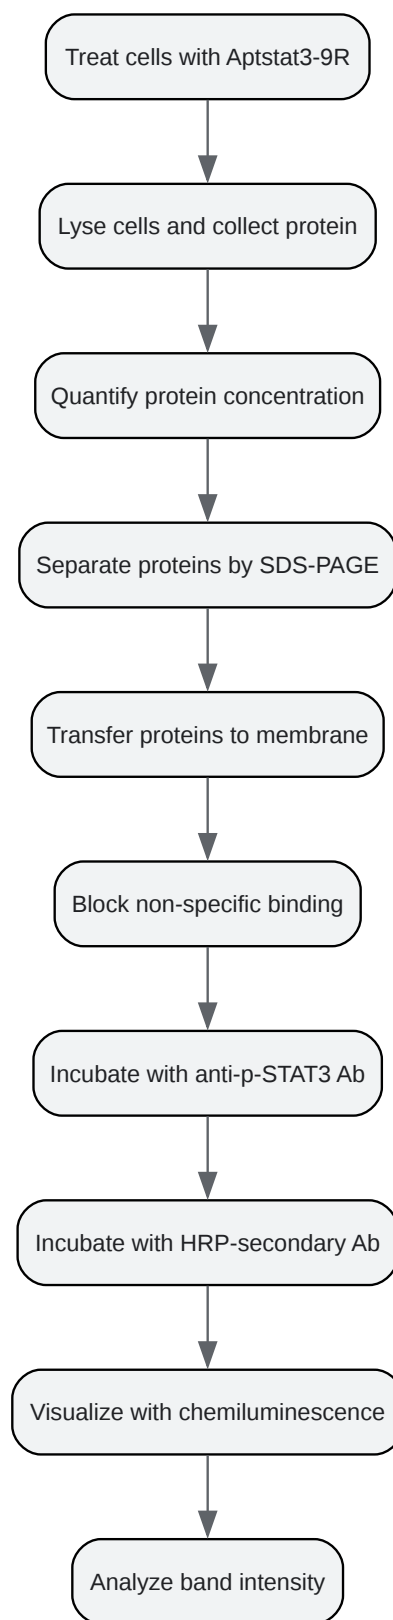 Treat cells with Aptstat3-9R
Lyse cells and collect protein
Quantify protein concentration
Separate proteins by SDS-PAGE
Transfer proteins to membrane
Block non-specific binding
Incubate with anti-p-STAT3 Ab
Incubate with HRP-secondary Ab
Visualize with chemiluminescence
Analyze band intensity